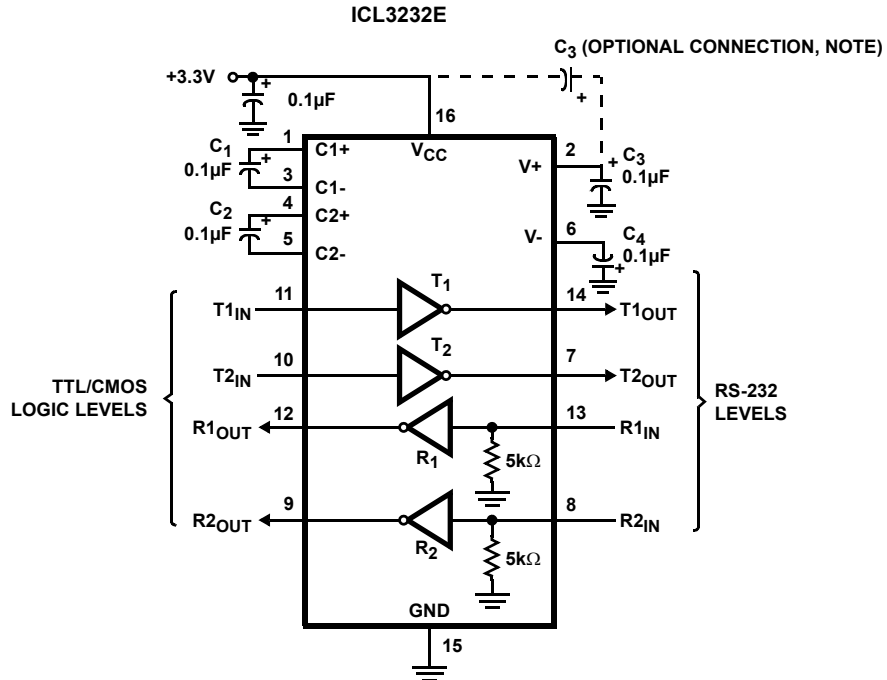 ICL3232E
C3 (OPTIONAL CONNECTION, NOTE)
+3.3V
+
0.1µF
+
16
1
C1
0.1µF
+
C1+
VCC
V+
2
+
C3
0.1µF
3
C1-
4
C2
0.1µF
+
C2+
V-
6
C4
0.1µF
+
5
C2-
T1
T1IN
11
14
T1OUT
T2
T2IN
10
7
T2OUT
TTL/CMOS
LOGIC LEVELS
RS-232
LEVELS
R1OUT
12
13
R1IN
R1
5kΩ
R2OUT
9
8
R2IN
R2
5kΩ
GND
15